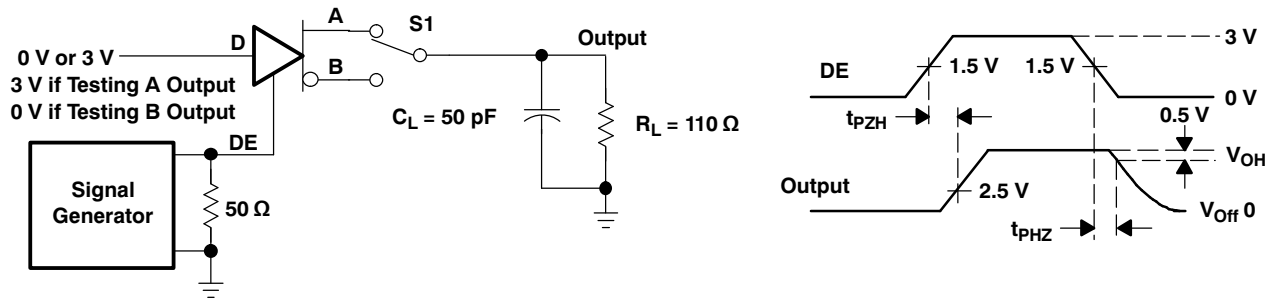 A
S1
D
0 V or 3 V
3 V if Testing A Output
0 V if Testing B Output
B
Output
C_L = 50 pF
R_L = 110 Ω
DE
Signal
Generator
50 Ω
3 V
DE
1.5 V
1.5 V
0 V
t_PZH
0.5 V
V_OH
Output
2.5 V
V_Off 0
t_PHZ